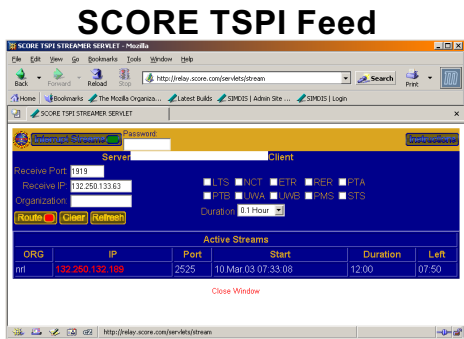 SCORE TSPI Feed
SCORE TSPI STREAMER SERVLET - Mozilla
File Edit View Go Bookmarks Tools Window Help
Back Forward Reload Stop http://relay.score.com/servlets/stream Search Print
Home Bookmarks The Mozilla Organiza... Latest Builds SIMDIS | Admin Site ... SIMDIS | Login
SCORE TSPI STREAMER SERVLET
Password:
Instructions
Server Client
Receive Port: 1919
Receive IP: 132.250.133.63
Organization:
LTS NCT ETR RER PTA
PTB UWA UWB PMS STS
Duration 0.1 Hour
Route Clear Refresh
Active Streams
ORG IP Port Start Duration Left
nrl 132.250.132.189 2525 10.Mar.03 07:33:08 12:00 07:50
Close Window
http://relay.score.com/servlets/stream